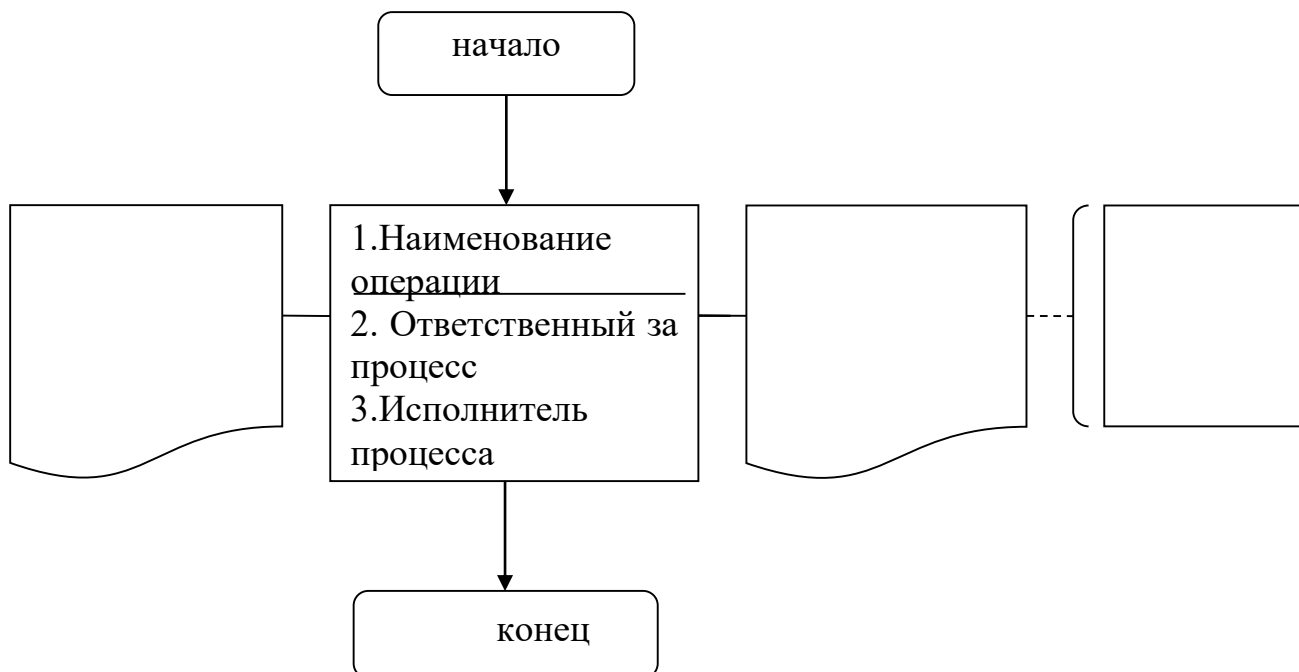 начало
1.Наименование
операции
2. Ответственный за
процесс
3.Исполнитель
процесса
конец